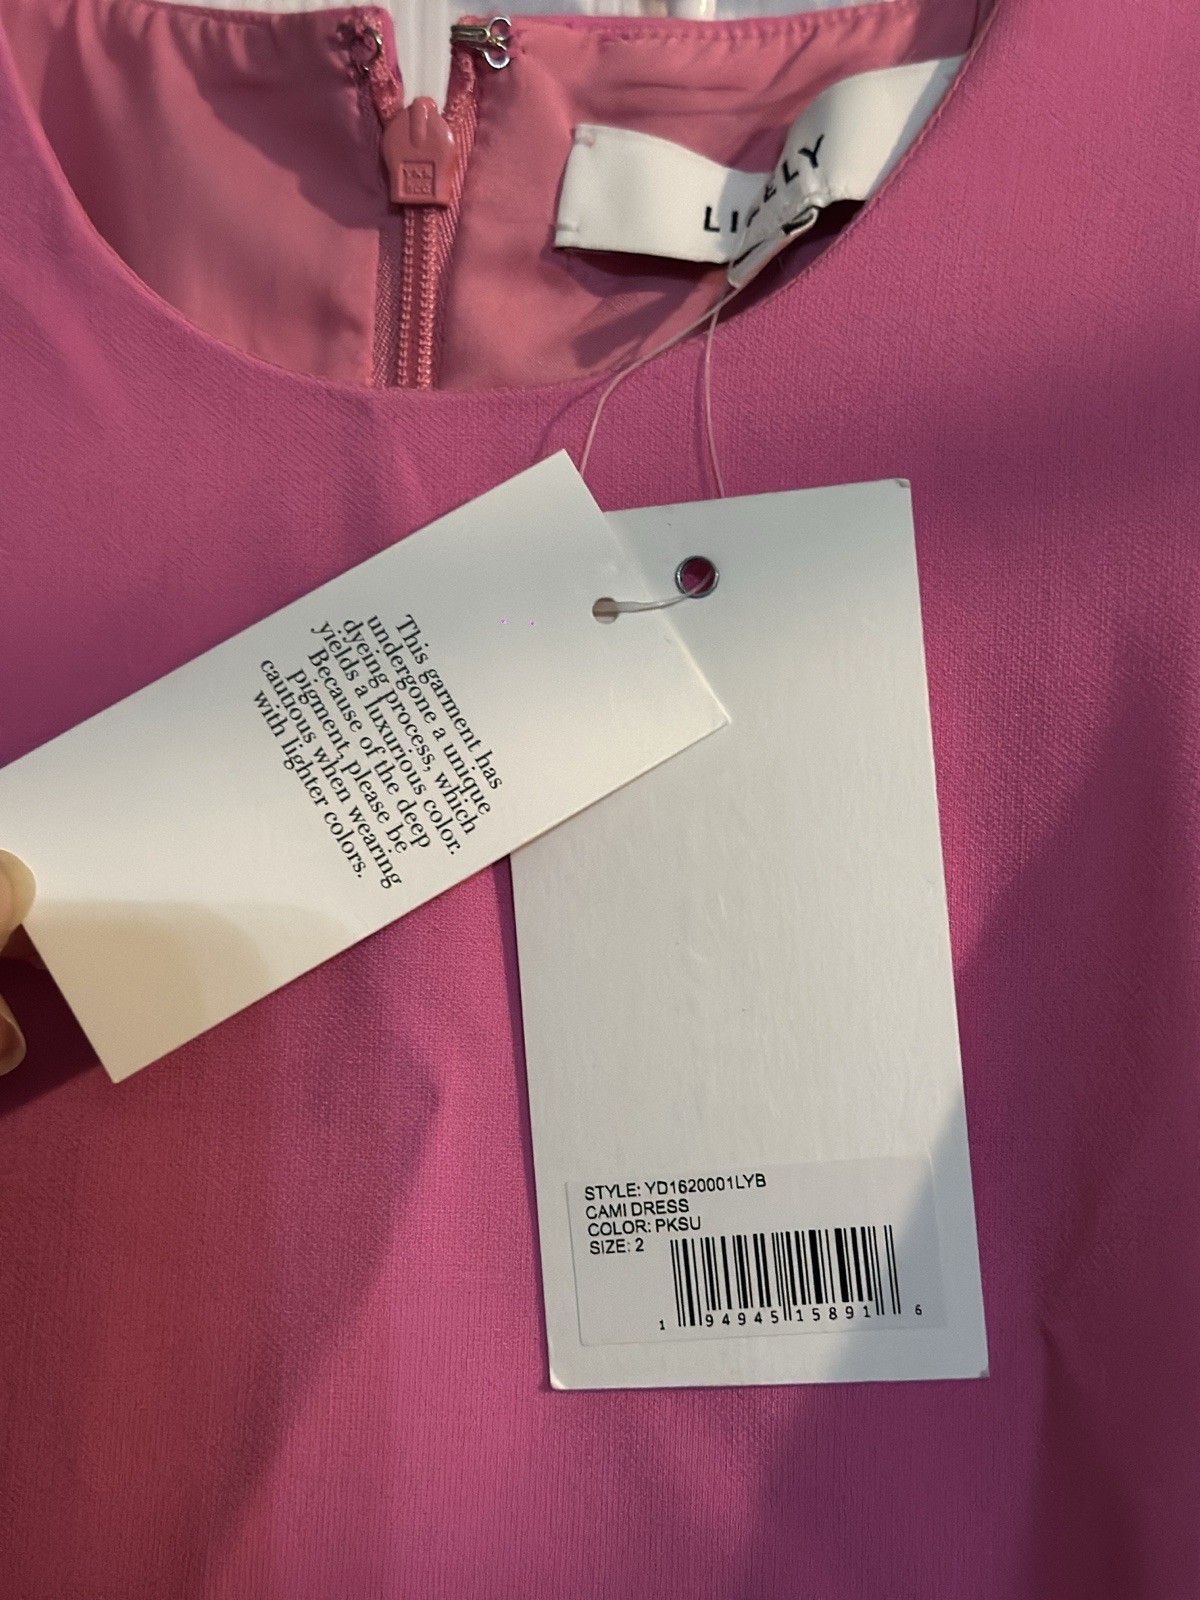 This garment has
undergone a unique
dyeing process, which
yields a luxurious color.
Because of the deep
pigment, please be
cautious when wearing
with lighter colors.
STYLE: YD1620001LYB
CAMI DRESS
COLOR: PKSU
SIZE: 2
1 94945 15891 6